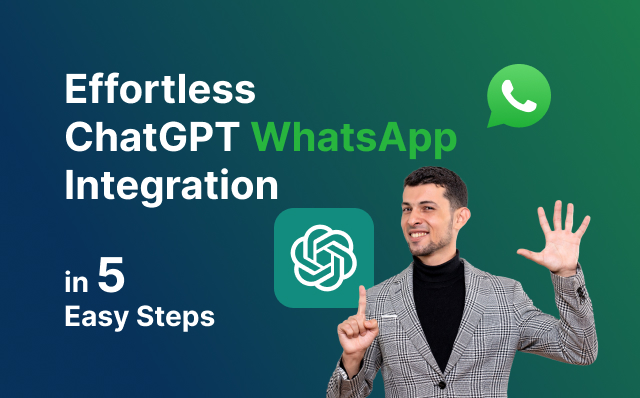 Effortless
ChatGPT WhatsApp
Integration
in 5
Easy Steps